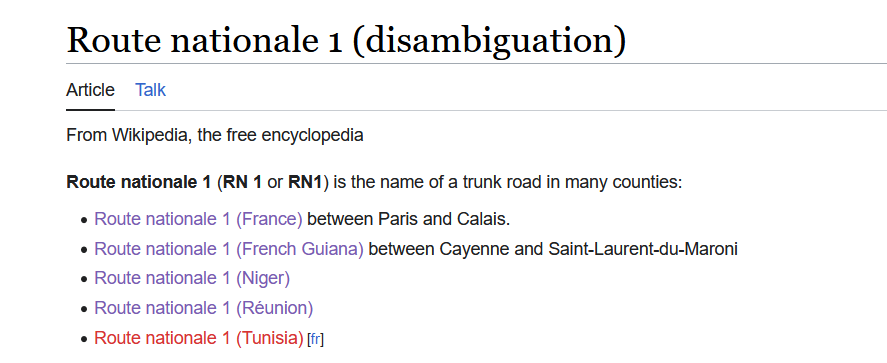 Route nationale 1 (disambiguation)
Article Talk
From Wikipedia, the free encyclopedia
Route nationale 1 (RN 1 or RN1) is the name of a trunk road in many counties:
• Route nationale 1 (France) between Paris and Calais.
• Route nationale 1 (French Guiana) between Cayenne and Saint-Laurent-du-Maroni
• Route nationale 1 (Niger)
• Route nationale 1 (Réunion)
• Route nationale 1 (Tunisia) [fr]